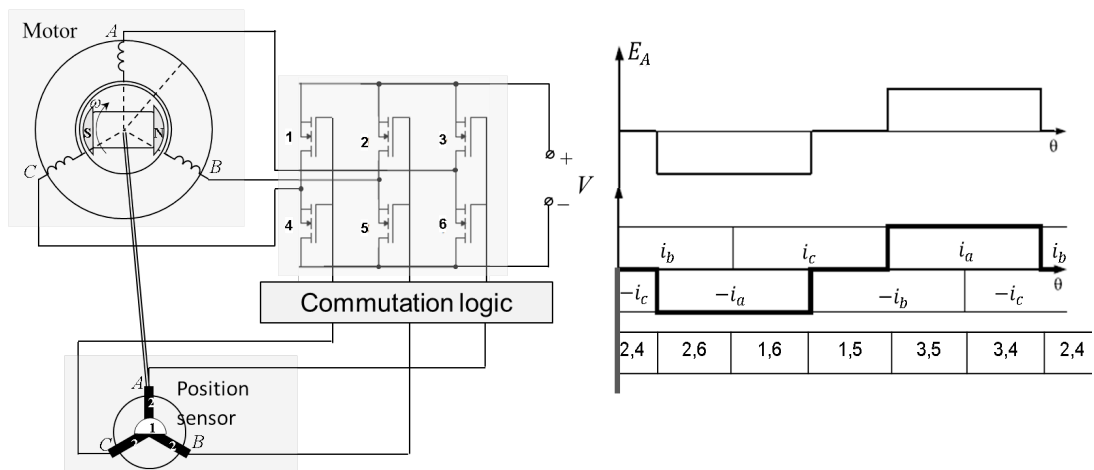 Motor
A
ω
S
N
C
B
1
2
3
4
5
6
+
V
−
Commutation logic
Position
sensor
A
2
1
C
2
2
B
E_A
θ
i_b
i_c
i_a
i_b
−i_c
−i_a
−i_b
−i_c
θ
2,4
2,6
1,6
1,5
3,5
3,4
2,4